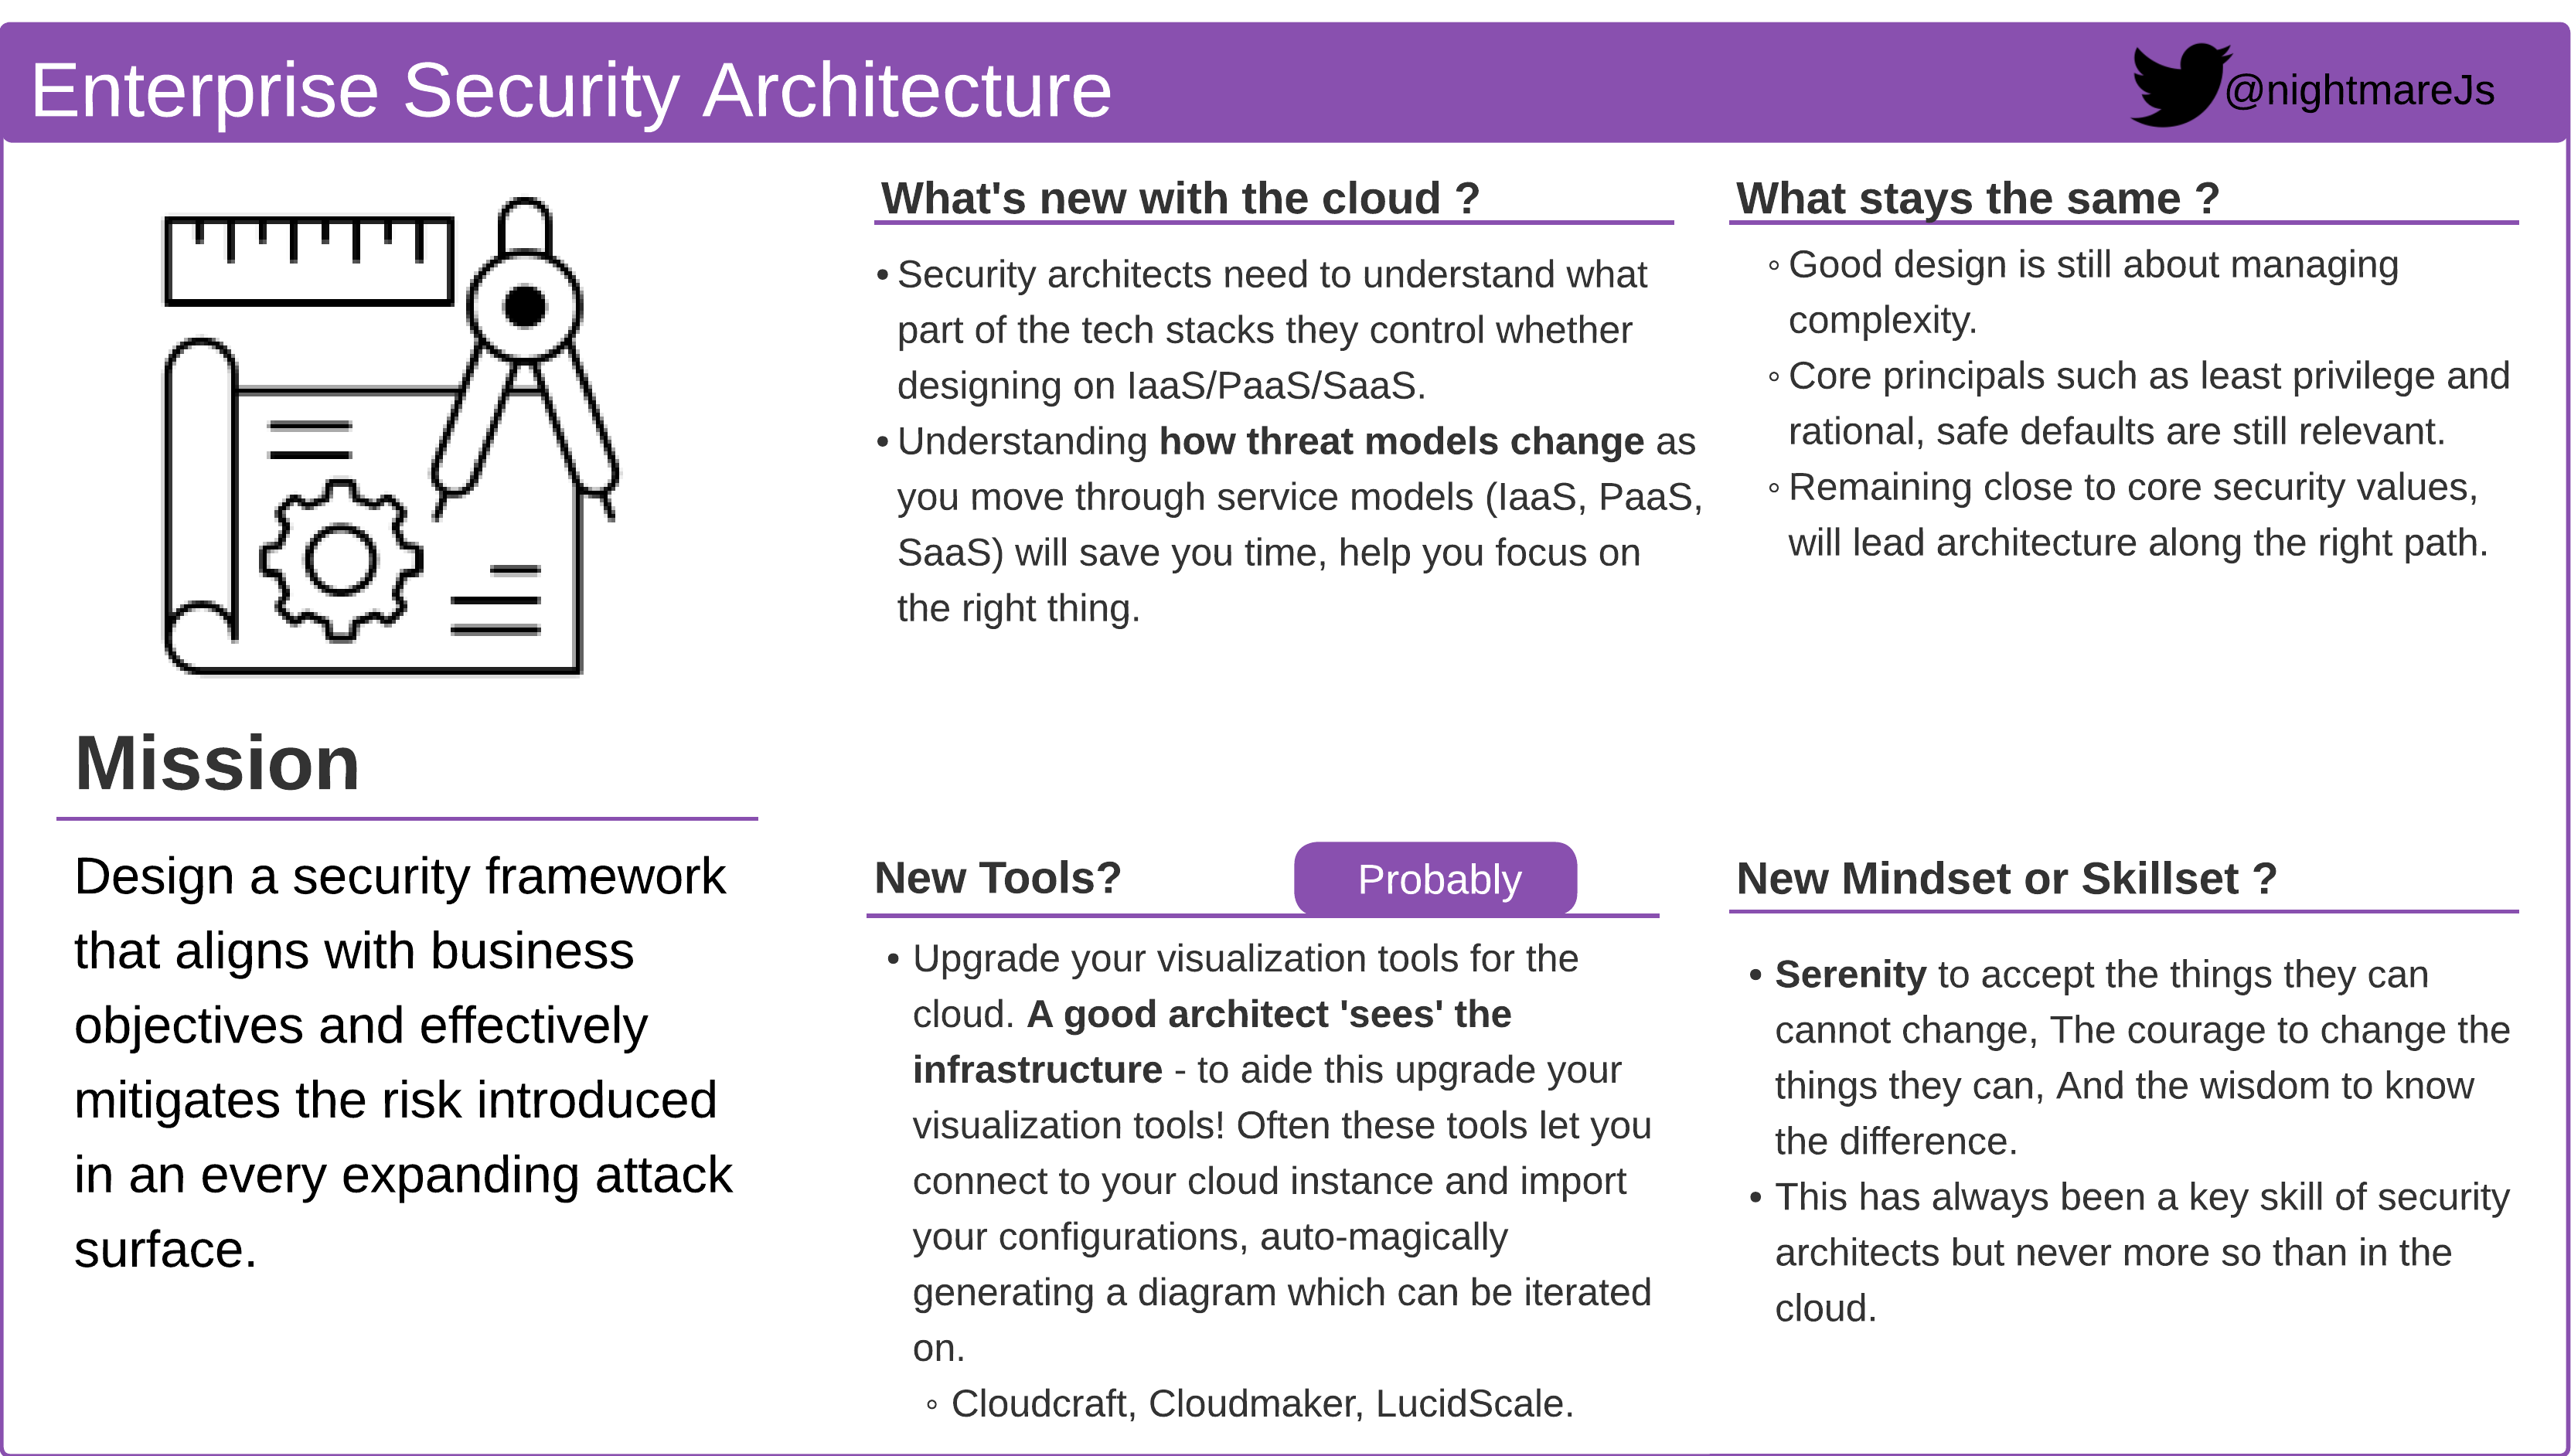 Enterprise Security Architecture
@nightmareJs
Mission
Design a security framework
that aligns with business
objectives and effectively
mitigates the risk introduced
in an every expanding attack
surface.
What's new with the cloud ?
• Security architects need to understand what
part of the tech stacks they control whether
designing on IaaS/PaaS/SaaS.
• Understanding how threat models change as
you move through service models (IaaS, PaaS,
SaaS) will save you time, help you focus on
the right thing.
What stays the same ?
◦ Good design is still about managing
complexity.
◦ Core principals such as least privilege and
rational, safe defaults are still relevant.
◦ Remaining close to core security values,
will lead architecture along the right path.
New Tools?
Probably
• Upgrade your visualization tools for the
cloud. A good architect 'sees' the
infrastructure - to aide this upgrade your
visualization tools! Often these tools let you
connect to your cloud instance and import
your configurations, auto-magically
generating a diagram which can be iterated
on.
◦ Cloudcraft, Cloudmaker, LucidScale.
New Mindset or Skillset ?
• Serenity to accept the things they can
cannot change, The courage to change the
things they can, And the wisdom to know
the difference.
• This has always been a key skill of security
architects but never more so than in the
cloud.